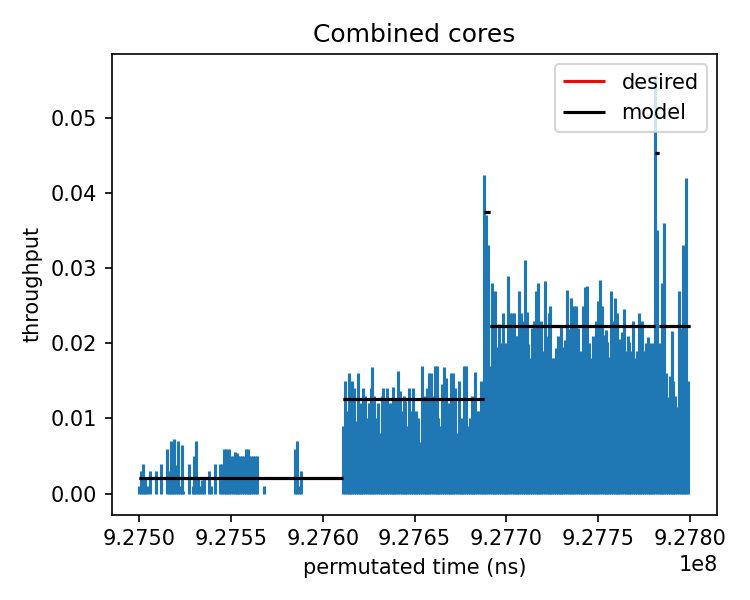 Combined cores
desired
model
throughput
0.05
0.04
0.03
0.02
0.01
0.00
9.2750 9.2755 9.2760 9.2765 9.2770 9.2775 9.2780
1e8
permutated time (ns)